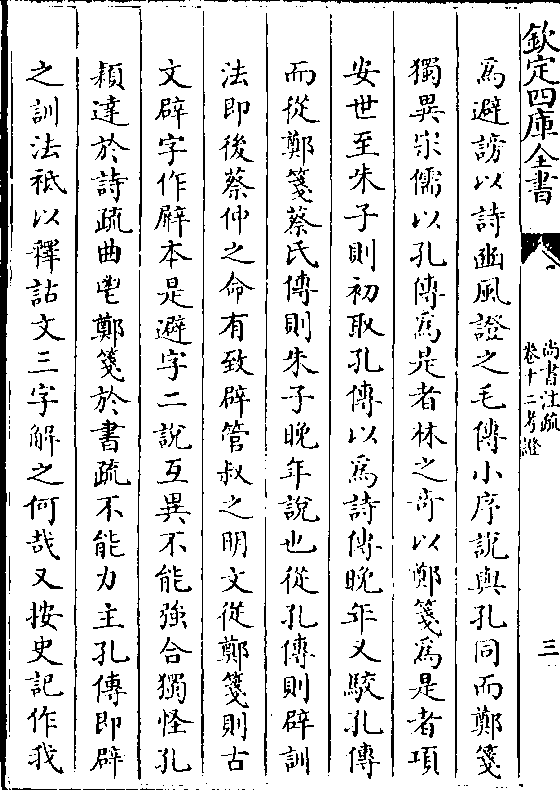 欽定四庫全書
尚書注疏
卷十二考證
三
為避謗以詩豳風證之毛傳小序說與孔同而鄭箋
獨異宗儒以孔傳為是者林之奇以鄭箋為是者項
安世至朱子則初取孔傳以為詩傳晚年又駁孔傳
而從鄭箋蔡氏傳則朱子晚年說也從孔傳則辟訓
法即後蔡仲之命有致辟管叔之明文從鄭箋則古
文辟字作𨐨本是避字二說互異不能強合獨怪孔
穎達於詩疏曲宗鄭箋於書疏不能力主孔傳即辟
之訓法祗以釋詁文三字解之何哉又按史記作我